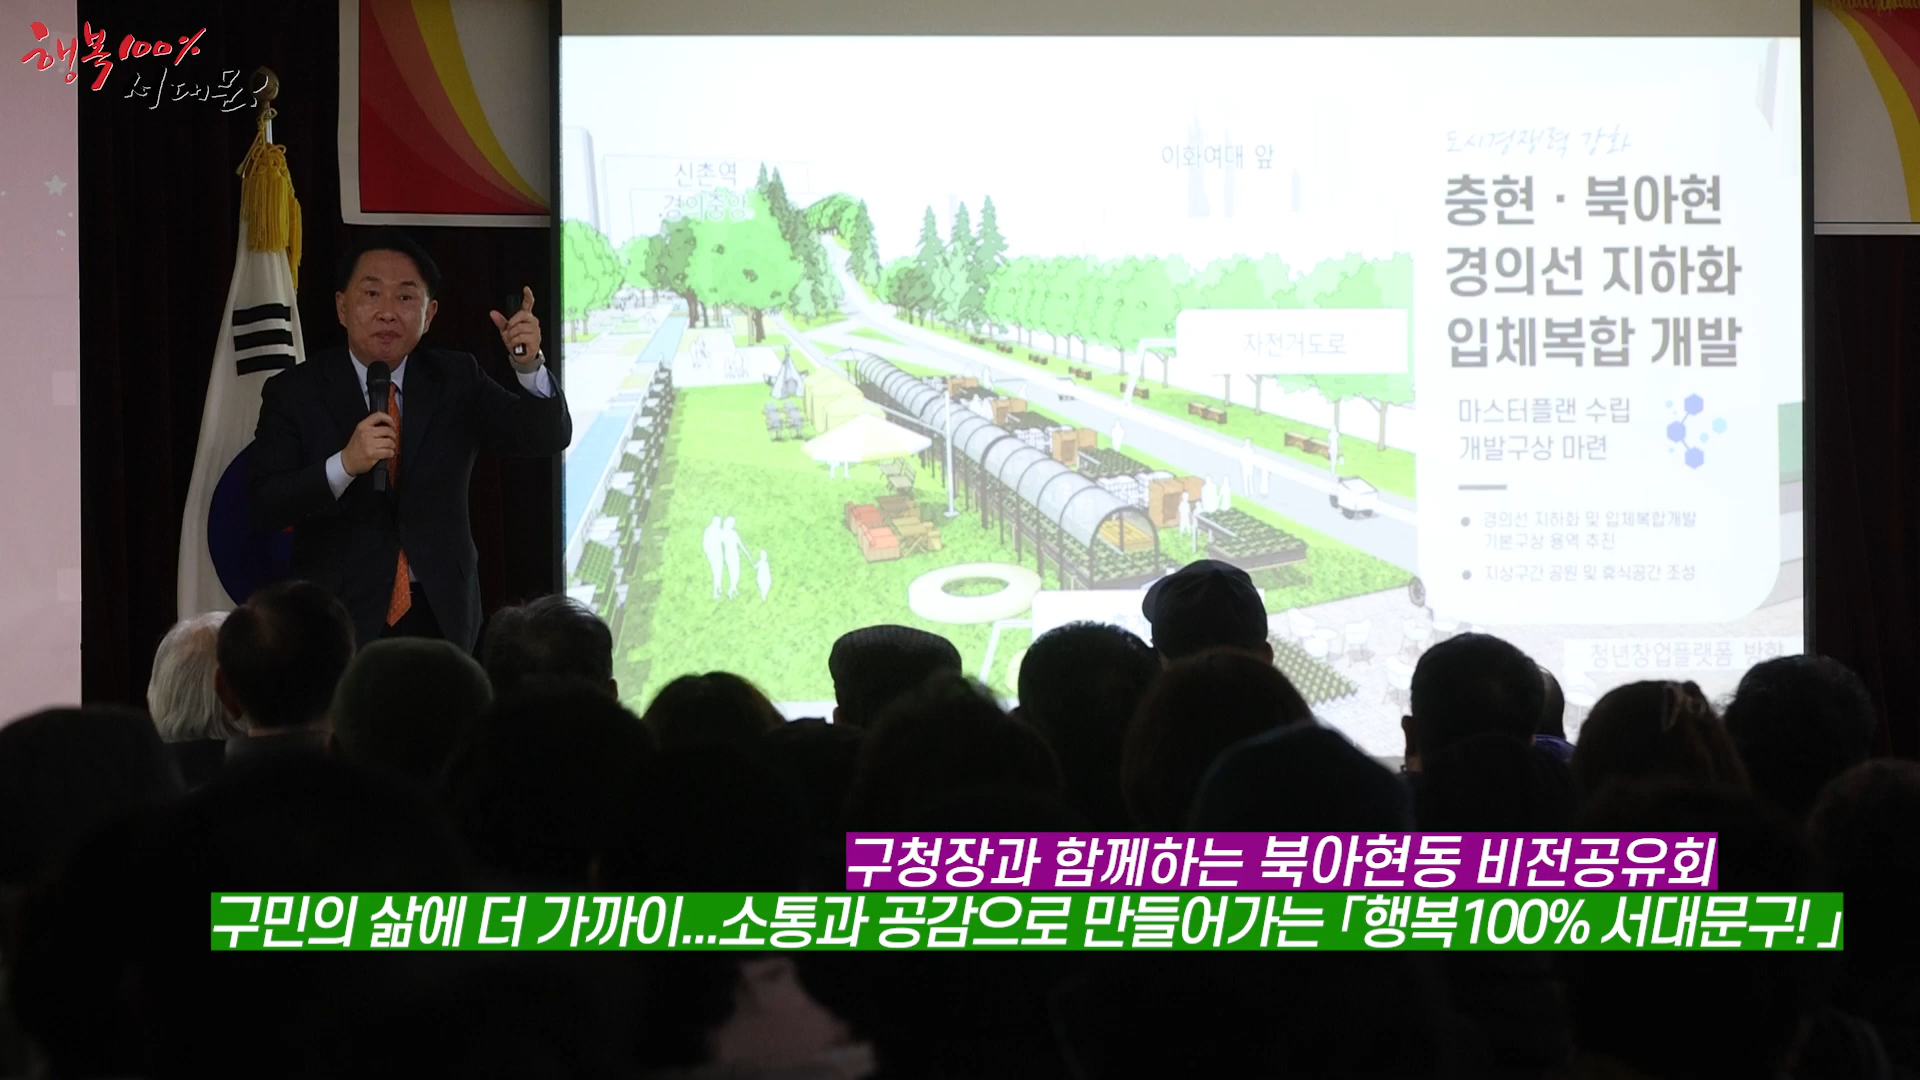 행복100%
서대문!
신촌역
경의중앙
이화여대 앞
자전거도로
도시경쟁력 강화
충현·북아현
경의선 지하화
입체복합 개발
마스터플랜 수립
개발구상 마련
● 경의선 지하화 및 입체복합개발
기본구상 용역 추진
● 지상구간 공원 및 휴식공간 조성
청년창업플랫폼 방향
구청장과 함께하는 북아현동 비전공유회
구민의 삶에 더 가까이...소통과 공감으로 만들어가는 「행복100% 서대문구!」